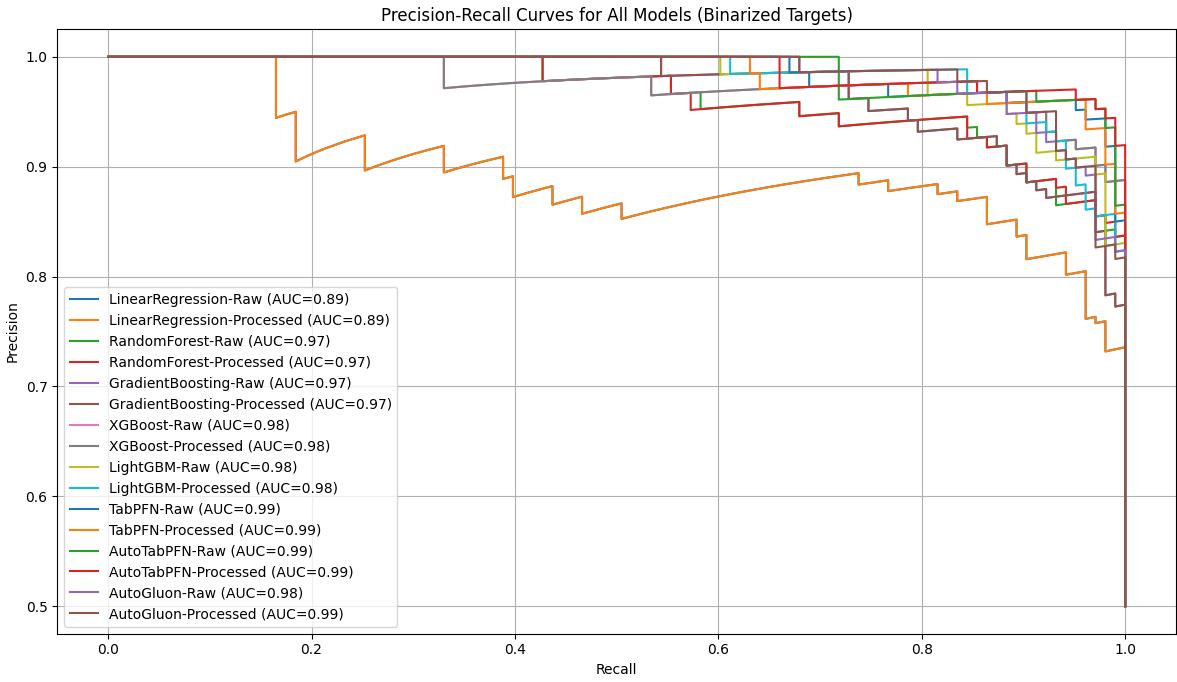 Precision-Recall Curves for All Models (Binarized Targets)
1.0
0.9
0.8
0.7
0.6
0.5
Precision
LinearRegression-Raw (AUC=0.89)
LinearRegression-Processed (AUC=0.89)
RandomForest-Raw (AUC=0.97)
RandomForest-Processed (AUC=0.97)
GradientBoosting-Raw (AUC=0.97)
GradientBoosting-Processed (AUC=0.97)
XGBoost-Raw (AUC=0.98)
XGBoost-Processed (AUC=0.98)
LightGBM-Raw (AUC=0.98)
LightGBM-Processed (AUC=0.98)
TabPFN-Raw (AUC=0.99)
TabPFN-Processed (AUC=0.99)
AutoTabPFN-Raw (AUC=0.99)
AutoTabPFN-Processed (AUC=0.99)
AutoGluon-Raw (AUC=0.98)
AutoGluon-Processed (AUC=0.99)
0.0 0.2 0.4 0.6 0.8 1.0
Recall